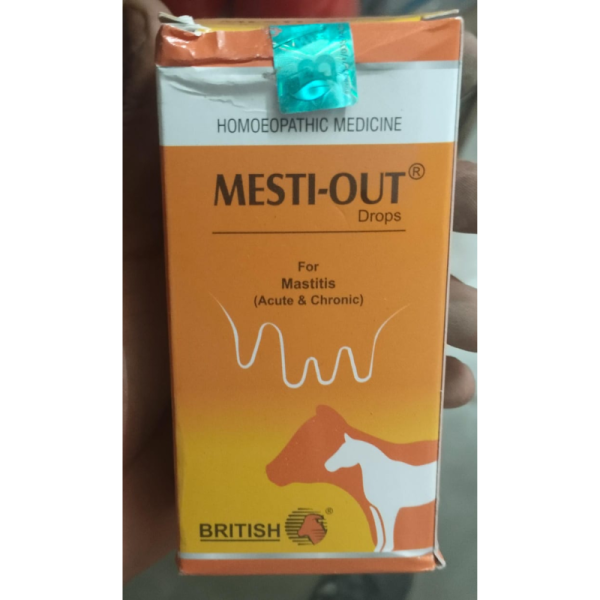 HOMOEOPATHIC MEDICINE
MESTI-OUT®
Drops
For
Mastitis
(Acute & Chronic)
BRITISH ®